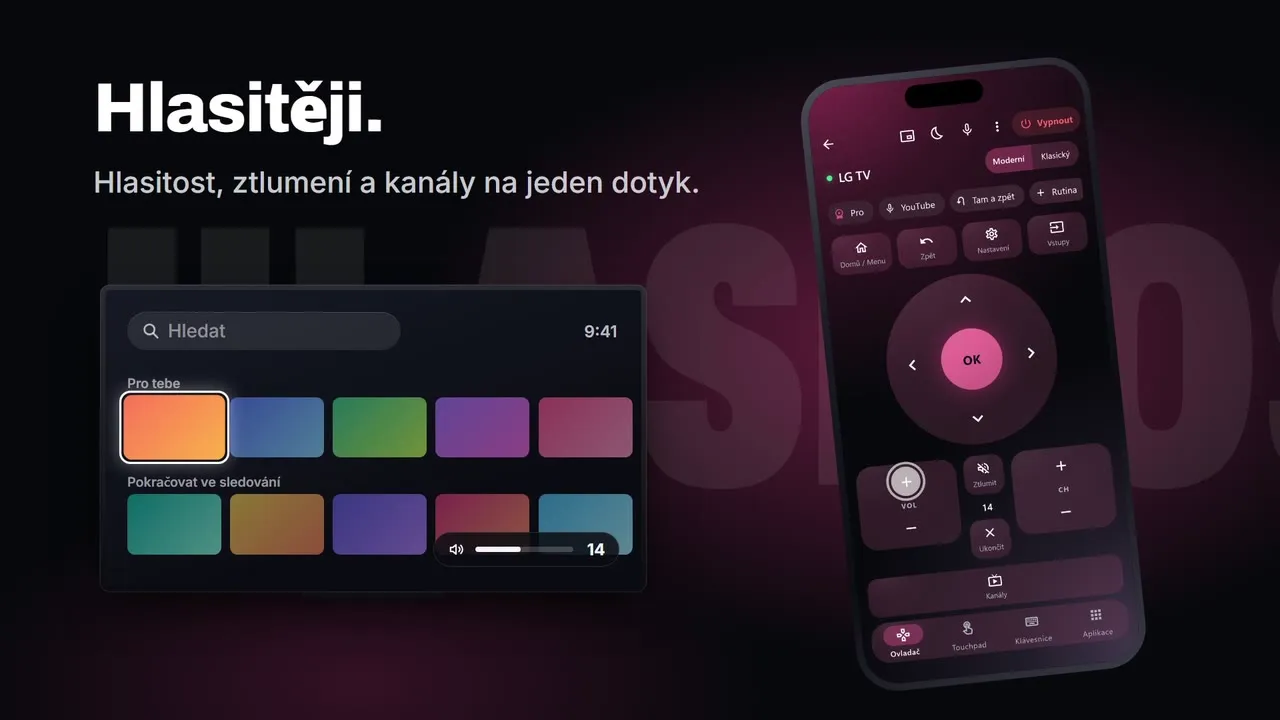 Hlasitěji.
Hlasitost, ztlumení a kanály na jeden dotyk.
Hledat
9:41
Pro tebe
Pokračovat ve sledování
14
Vypnout
Moderní
Klasický
LG TV
Pro
YouTube
Tam a zpět
+ Rutina
Domů / Menu
Zpět
Nastavení
Vstupy
OK
+
VOL
−
Ztlumit
14
Ukončit
+
CH
−
Kanály
Ovladač
Touchpad
Klávesnice
Aplikace